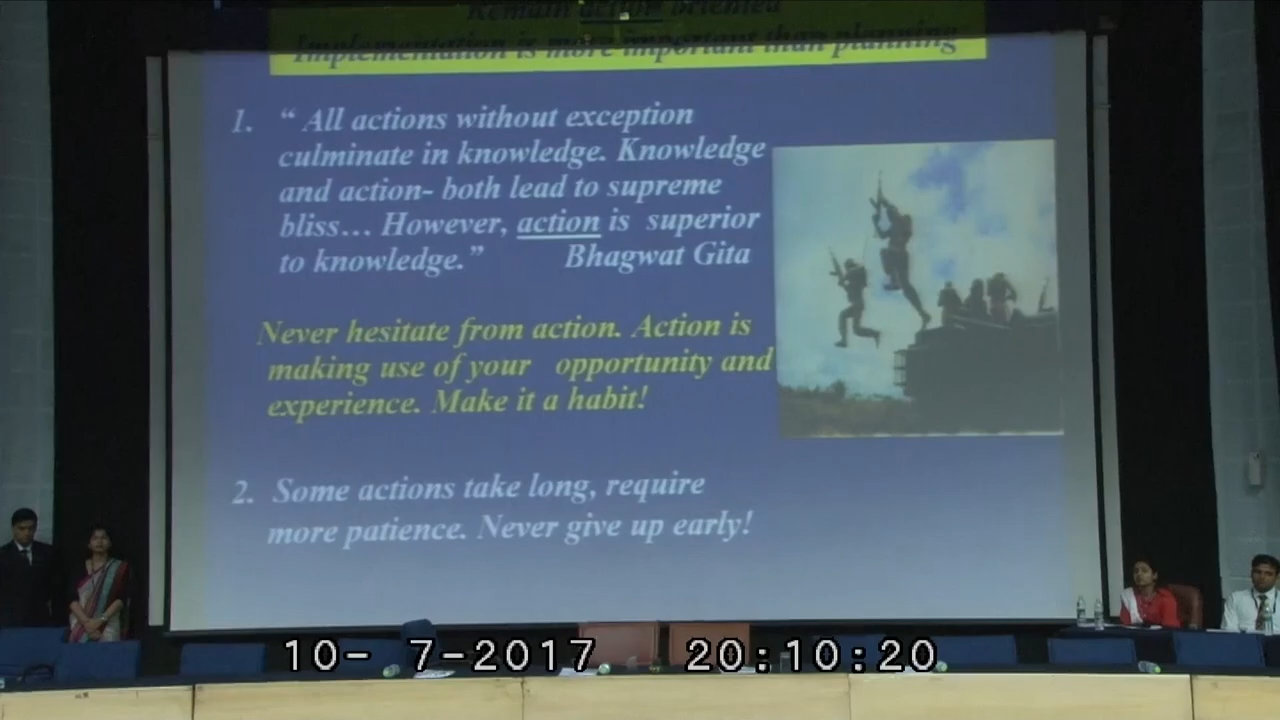 Remain action oriented
Implementation is more important than planning
1. “ All actions without exception
culminate in knowledge. Knowledge
and action- both lead to supreme
bliss… However, action is superior
to knowledge.” Bhagwat Gita
Never hesitate from action. Action is
making use of your opportunity and
experience. Make it a habit!
2. Some actions take long, require
more patience. Never give up early!
10- 7-2017 20:10:20